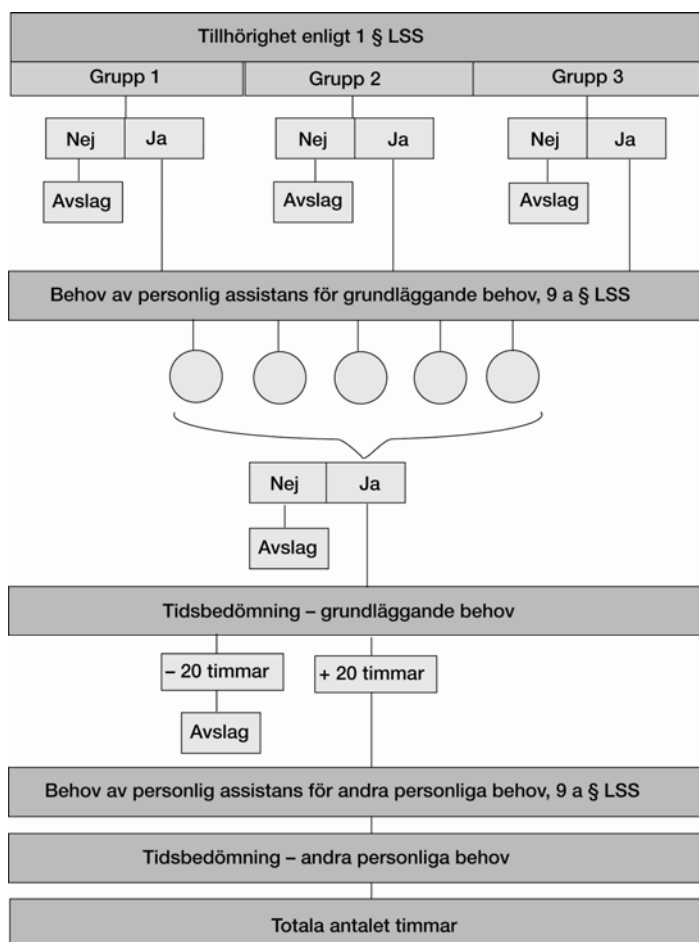 Tillhörighet enligt 1 § LSS
Grupp 1
Grupp 2
Grupp 3
Nej
Ja
Nej
Ja
Nej
Ja
Avslag
Avslag
Avslag
Behov av personlig assistans för grundläggande behov, 9 a § LSS
Nej
Ja
Avslag
Tidsbedömning – grundläggande behov
– 20 timmar
+ 20 timmar
Avslag
Behov av personlig assistans för andra personliga behov, 9 a § LSS
Tidsbedömning – andra personliga behov
Totala antalet timmar